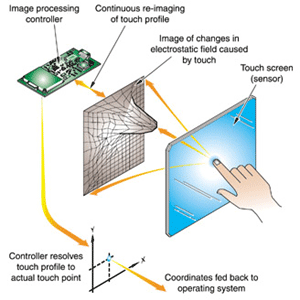 Image processing
controller
Continuous re-imaging
of touch profile
Image of changes in
electrostatic field caused
by touch
Touch screen
(sensor)
Controller resolves
touch profile to
actual touch point
Y
X
Coordinates fed back to
operating system